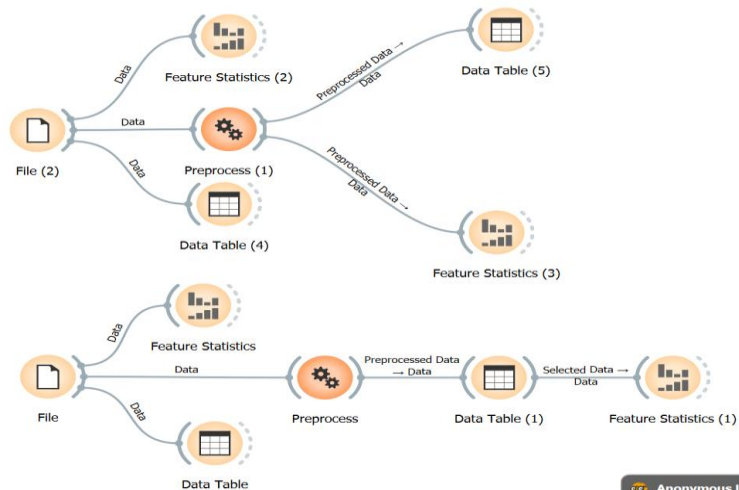 Data
Feature Statistics (2)
Preprocessed Data →
Data
Data Table (5)
Data
File (2)
Preprocess (1)
Data
Data Table (4)
Preprocessed Data →
Data
Feature Statistics (3)
Data
Feature Statistics
Data
Preprocessed Data
→ Data
Selected Data →
Data
File
Preprocess
Data Table (1)
Feature Statistics (1)
Data
Data Table
Anonymous